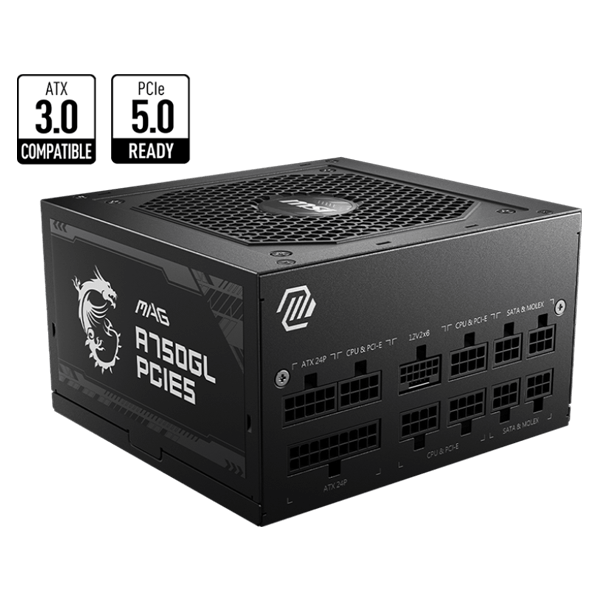 ATX
3.0
COMPATIBLE
PCIe
5.0
READY
msi
MAG
A750GL
PCIE5
ATX 24P
CPU & PCI-E
12V2x6
CPU & PCI-E
SATA & MOLEX
ATX 24P
CPU & PCI-E
SATA & MOLEX